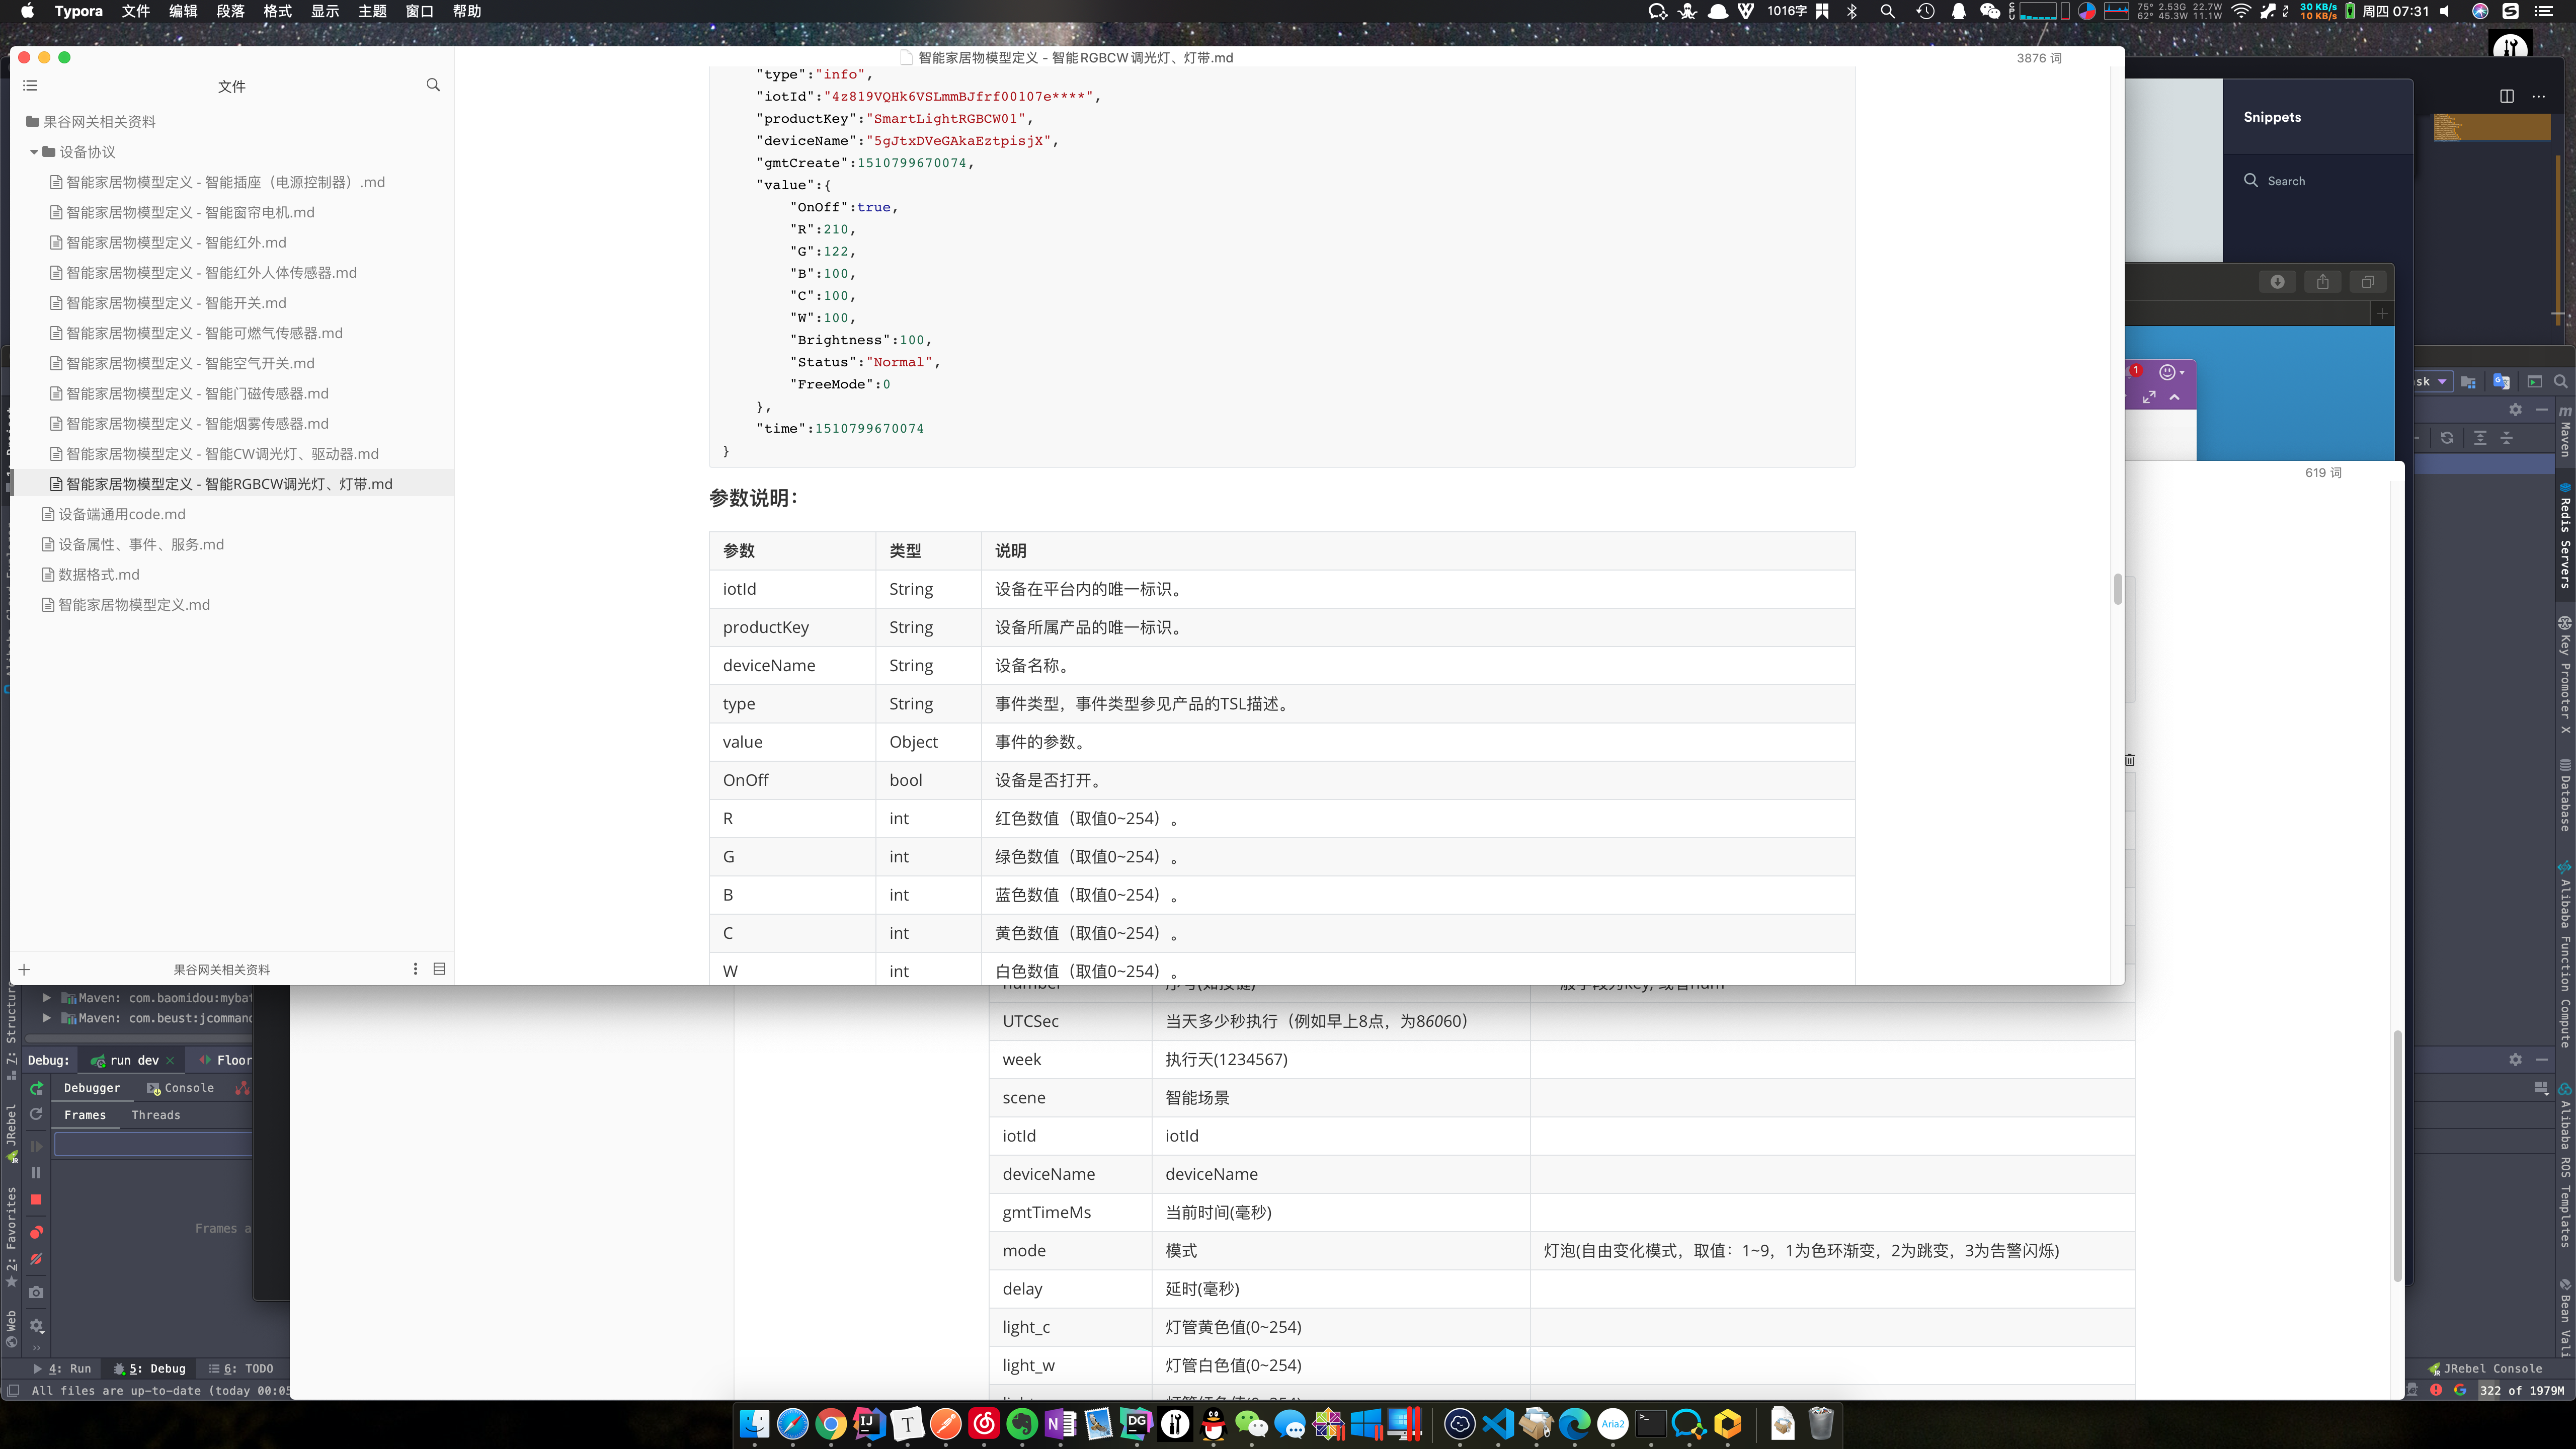 Typora 文件 编辑 段落 格式 显示 主题 窗口 帮助
1016字
75° 2.53G 22.7W
62° 45.3W 11.1W
30 KB/s
10 KB/s
周四 07:31
智能家居物模型定义 - 智能RGBCW调光灯、灯带.md
3876 词
文件
果谷网关相关资料
设备协议
智能家居物模型定义 - 智能插座（电源控制器）.md
智能家居物模型定义 - 智能窗帘电机.md
智能家居物模型定义 - 智能红外.md
智能家居物模型定义 - 智能红外人体传感器.md
智能家居物模型定义 - 智能开关.md
智能家居物模型定义 - 智能可燃气传感器.md
智能家居物模型定义 - 智能空气开关.md
智能家居物模型定义 - 智能门磁传感器.md
智能家居物模型定义 - 智能烟雾传感器.md
智能家居物模型定义 - 智能CW调光灯、驱动器.md
智能家居物模型定义 - 智能RGBCW调光灯、灯带.md
设备端通用code.md
设备属性、事件、服务.md
数据格式.md
智能家居物模型定义.md
果谷网关相关资料
"type":"info",
"iotId":"4z819VQHk6VSLmmBJfrf00107e****",
"productKey":"SmartLightRGBCW01",
"deviceName":"5gJtxDVeGAkaEztpisjX",
"gmtCreate":1510799670074,
"value":{
"OnOff":true,
"R":210,
"G":122,
"B":100,
"C":100,
"W":100,
"Brightness":100,
"Status":"Normal",
"FreeMode":0
},
"time":1510799670074
}
参数说明：
参数 类型 说明
iotId String 设备在平台内的唯一标识。
productKey String 设备所属产品的唯一标识。
deviceName String 设备名称。
type String 事件类型，事件类型参见产品的TSL描述。
value Object 事件的参数。
OnOff bool 设备是否打开。
R int 红色数值（取值0~254）。
G int 绿色数值（取值0~254）。
B int 蓝色数值（取值0~254）。
C int 黄色数值（取值0~254）。
W int 白色数值（取值0~254）。
Snippets
Search
1
sk
619 词
UTCSec 当天多少秒执行（例如早上8点，为86060）
week 执行天(1234567)
scene 智能场景
iotId iotId
deviceName deviceName
gmtTimeMs 当前时间(毫秒)
mode 模式 灯泡(自由变化模式，取值：1~9，1为色环渐变，2为跳变，3为告警闪烁)
delay 延时(毫秒)
light_c 灯管黄色值(0~254)
light_w 灯管白色值(0~254)
Maven: com.baomidou:mybat
Maven: com.beust:jcommand
Debug: run dev Floor
Debugger Console
Frames Threads
Frames a
4: Run 5: Debug 6: TODO
All files are up-to-date (today 00:05
Z: Structure
JRebel
2: Favorites
Web
Maven
Redis Servers
Key Promoter X
Database
Alibaba Function Compute
Alibaba ROS Templates
Bean Vali
JRebel Console
322 of 1979M
Aria2